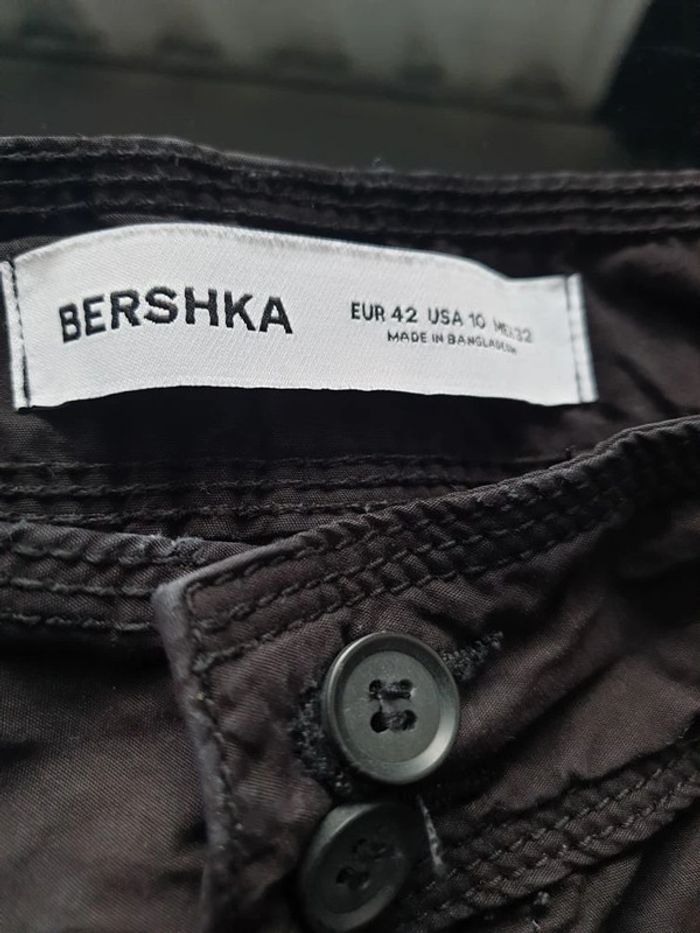 BERSHKA
EUR 42 USA 10 MEX 32
MADE IN BANGLADESH